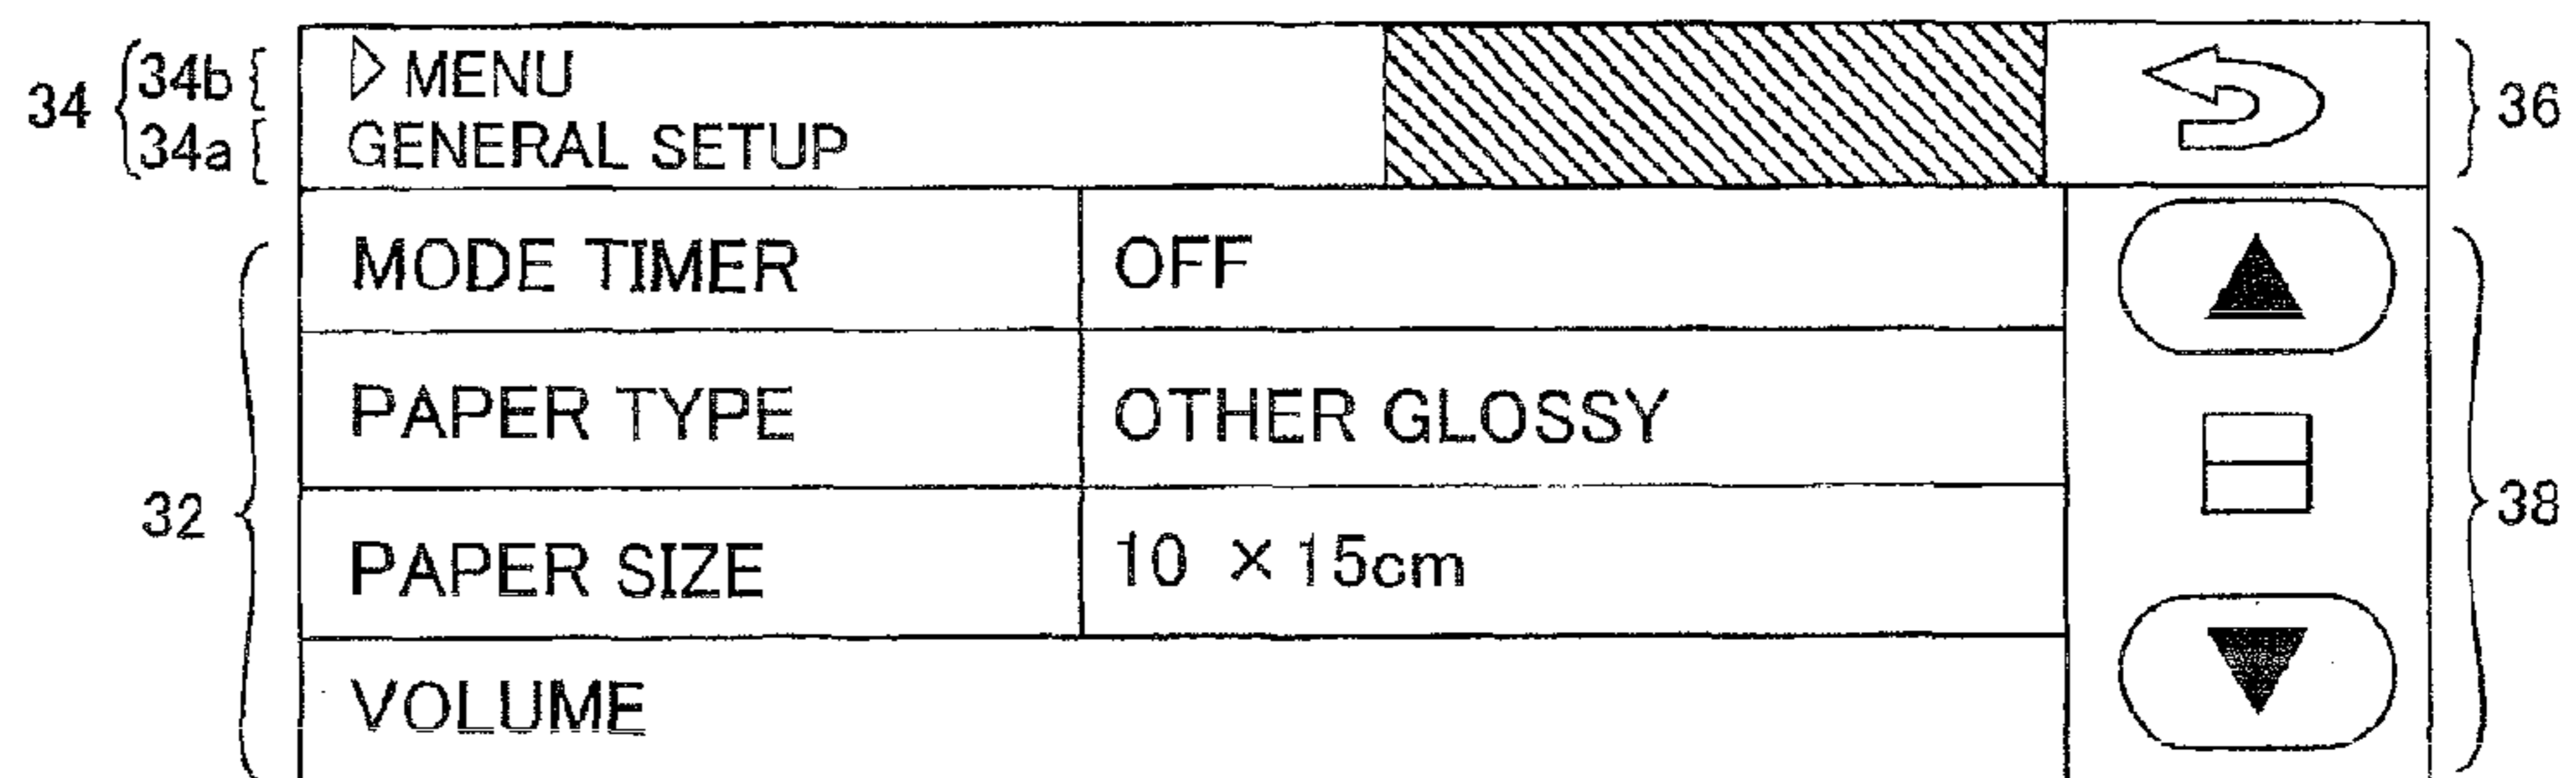 34 34b ▷ MENU 36
34a GENERAL SETUP
MODE TIMER OFF
PAPER TYPE OTHER GLOSSY
32 PAPER SIZE 10 × 15cm 38
VOLUME